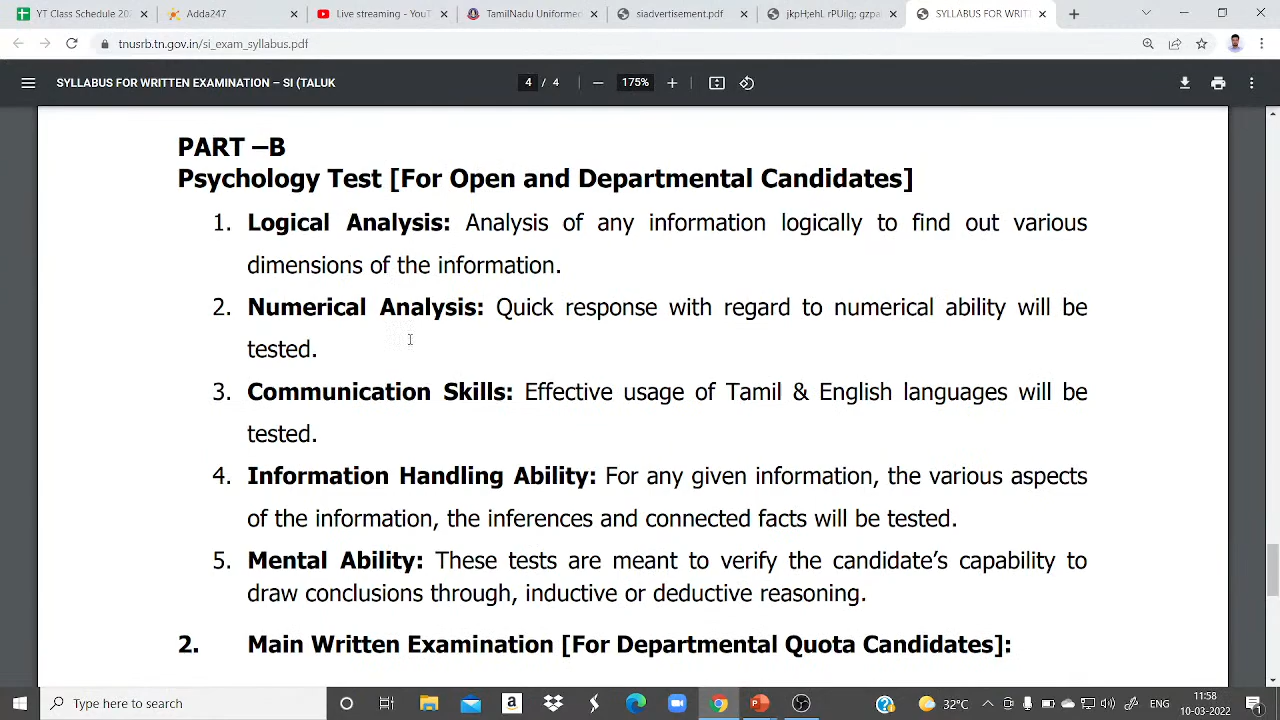 YT Class Schedule 202
Adda247
Live streaming - YouT
TamilNadu Uniformed
siadvertisement.pdf
jkpH;ehL rPUilg; gzpa
SYLLABUS FOR WRITT
tnusrb.tn.gov.in/si_exam_syllabus.pdf
SYLLABUS FOR WRITTEN EXAMINATION – SI (TALUK
4 / 4
175%
PART –B
Psychology Test [For Open and Departmental Candidates]
1. Logical Analysis: Analysis of any information logically to find out various
dimensions of the information.
2. Numerical Analysis: Quick response with regard to numerical ability will be
tested.
3. Communication Skills: Effective usage of Tamil & English languages will be
tested.
4. Information Handling Ability: For any given information, the various aspects
of the information, the inferences and connected facts will be tested.
5. Mental Ability: These tests are meant to verify the candidate’s capability to
draw conclusions through, inductive or deductive reasoning.
2. Main Written Examination [For Departmental Quota Candidates]:
Type here to search
32°C
ENG
11:58
10-03-2022